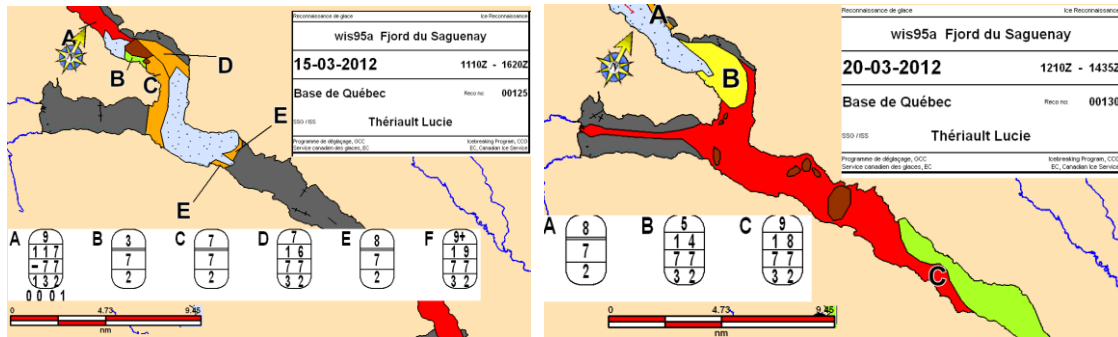 A
B
C
D
E
E
Reconnaissance de glace Ice Reconnaissance
wis95a Fjord du Saguenay
15-03-2012 1110Z - 1620Z
Base de Québec Reco no: 00125
SSO / ISS Thériault Lucie
Programme de déglaçage, GCC Icebreaking Program, CCG
Service canadien des glaces, EC EC, Canadian Ice Service
A B C D E F
9 3 7 7 8 9+
1 1 7 7 7 1 6 7 1 9
-7 7 2 2 7 7 2 7 7
1 3 2 3 2 3 2
0 0 0 1
0 4.73 9.45
nm
A
B
C
Reconnaissance de glace Ice Reconnaissance
wis95a Fjord du Saguenay
20-03-2012 1210Z - 1435Z
Base de Québec Reco no: 00130
SSO / ISS Thériault Lucie
Programme de déglaçage, GCC Icebreaking Program, CCG
Service canadien des glaces, EC EC, Canadian Ice Service
A B C
8 5 9
7 1 4 1 8
2 7 7 7 7
3 2 3 2
0 4.73 9.45
nm